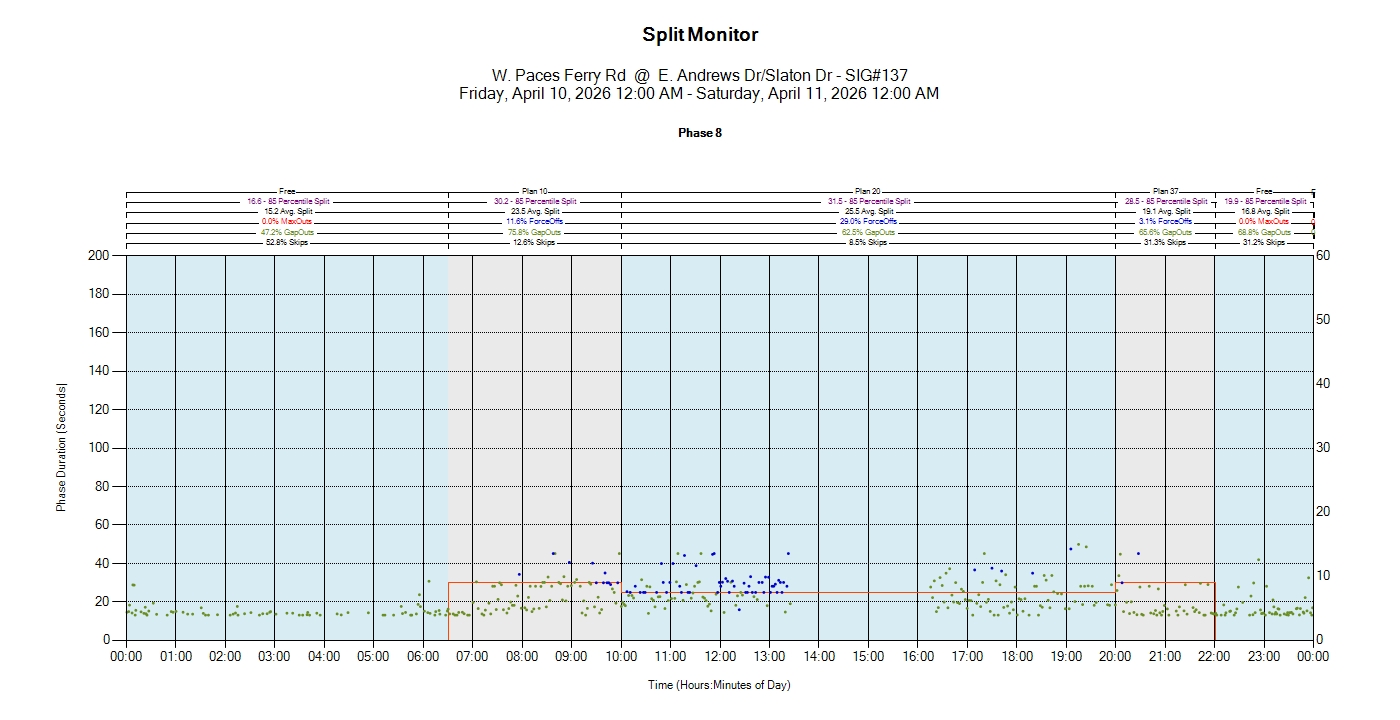 Split Monitor
W. Paces Ferry Rd @ E. Andrews Dr/Slaton Dr - SIG#137
Friday, April 10, 2026 12:00 AM - Saturday, April 11, 2026 12:00 AM
Phase 8
Free Plan 10 Plan 20 Plan 37 Free
16.6 - 85 Percentile Split 30.2 - 85 Percentile Split 31.5 - 85 Percentile Split 28.5 - 85 Percentile Split 19.9 - 85 Percentile Split
15.2 Avg. Split 23.5 Avg. Split 25.5 Avg. Split 19.1 Avg. Split 16.8 Avg. Split
0.0% MaxOuts 11.6% ForceOffs 29.0% ForceOffs 3.1% ForceOffs 0.0% MaxOuts
47.2% GapOuts 75.8% GapOuts 62.5% GapOuts 65.6% GapOuts 68.8% GapOuts
52.8% Skips 12.6% Skips 8.5% Skips 31.3% Skips 31.2% Skips
200 60
180
160 50
140
40
120
100 30
80
20
60
40
10
20
0 0
Phase Duration (Seconds)
00:00 01:00 02:00 03:00 04:00 05:00 06:00 07:00 08:00 09:00 10:00 11:00 12:00 13:00 14:00 15:00 16:00 17:00 18:00 19:00 20:00 21:00 22:00 23:00 00:00
Time (Hours:Minutes of Day)